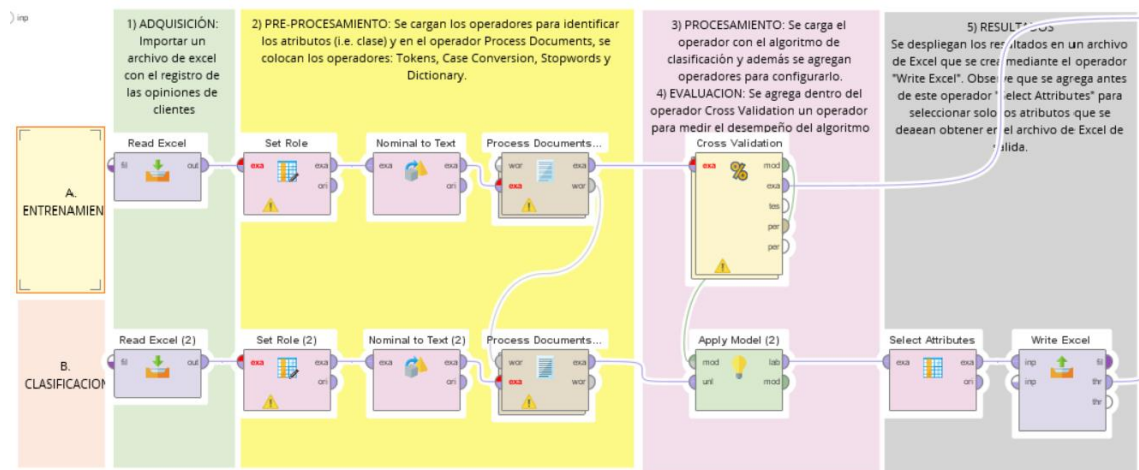 inp
1) ADQUISICIÓN:
Importar un
archivo de excel
con el registro de
las opiniones de
clientes
2) PRE-PROCESAMIENTO: Se cargan los operadores para identificar
los atributos (i.e. clase) y en el operador Process Documents, se
colocan los operadores: Tokens, Case Conversion, Stopwords y
Dictionary.
3) PROCESAMIENTO: Se carga el
operador con el algoritmo de
clasificación y además se agregan
operadores para configurarlo.
4) EVALUACION: Se agrega dentro del
operador Cross Validation un operador
para medir el desempeño del algoritmo
5) RESULTADOS
Se despliegan los resultados en un archivo
de Excel que se crea mediante el operador
"Write Excel". Observe que se agrega antes
de este operador "Select Attributes" para
seleccionar solo los atributos que se
deaean obtener en el archivo de Excel de
salida.
A.
ENTRENAMIEN
Read Excel
fil
out
Set Role
exa
exa
ori
Nominal to Text
exa
exa
ori
Process Documents...
wor
exa
exa
wor
Cross Validation
exa
mod
exa
tes
per
per
B.
CLASIFICACION
Read Excel (2)
fil
out
Set Role (2)
exa
exa
ori
Nominal to Text (2)
exa
exa
ori
Process Documents...
wor
exa
exa
wor
Apply Model (2)
mod
lab
unl
mod
Select Attributes
exa
exa
ori
Write Excel
inp
fil
inp
thr
thr